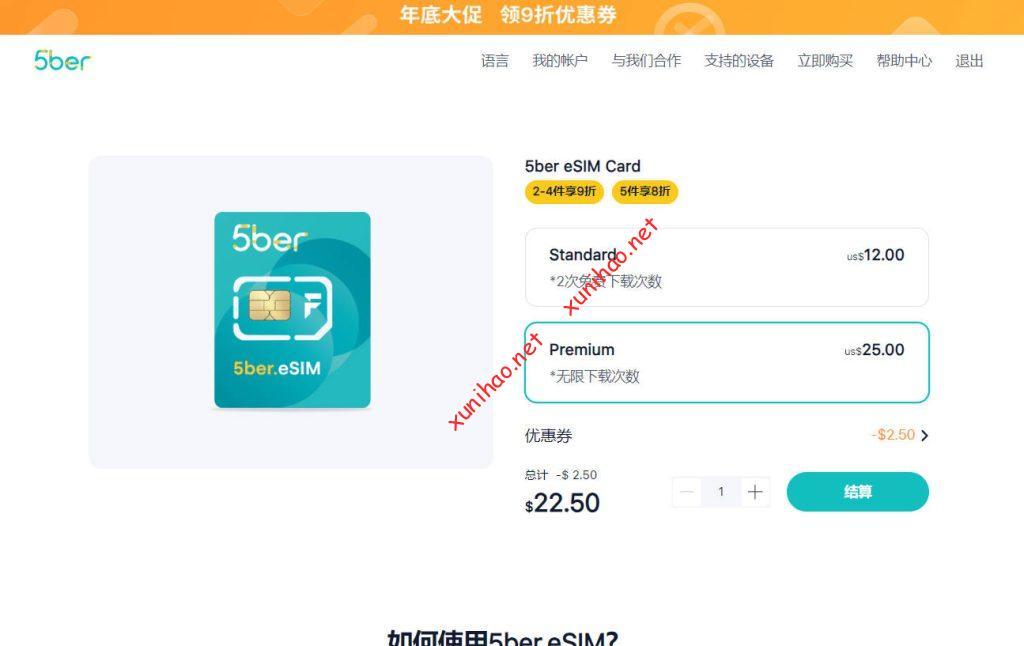 年底大促 领9折优惠券
5ber
语言 我的帐户 与我们合作 支持的设备 立即购买 帮助中心 退出
5ber
5ber.eSIM
5ber eSIM Card
2-4件享9折 5件享8折
Standard us$12.00
*2次免费下载次数
xunihao.net
Premium us$25.00
*无限下载次数
xunihao.net
优惠券 -$2.50
总计 -$ 2.50
$22.50
1
结算
如何使用5ber eSIM?